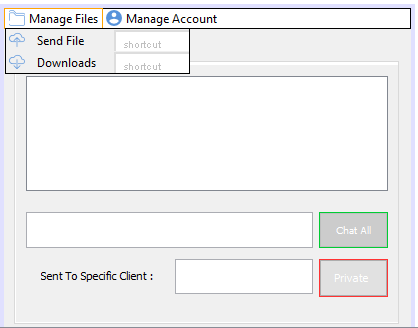 Manage Files Manage Account
Send File shortcut
Downloads shortcut
Chat All
Sent To Specific Client :
Private